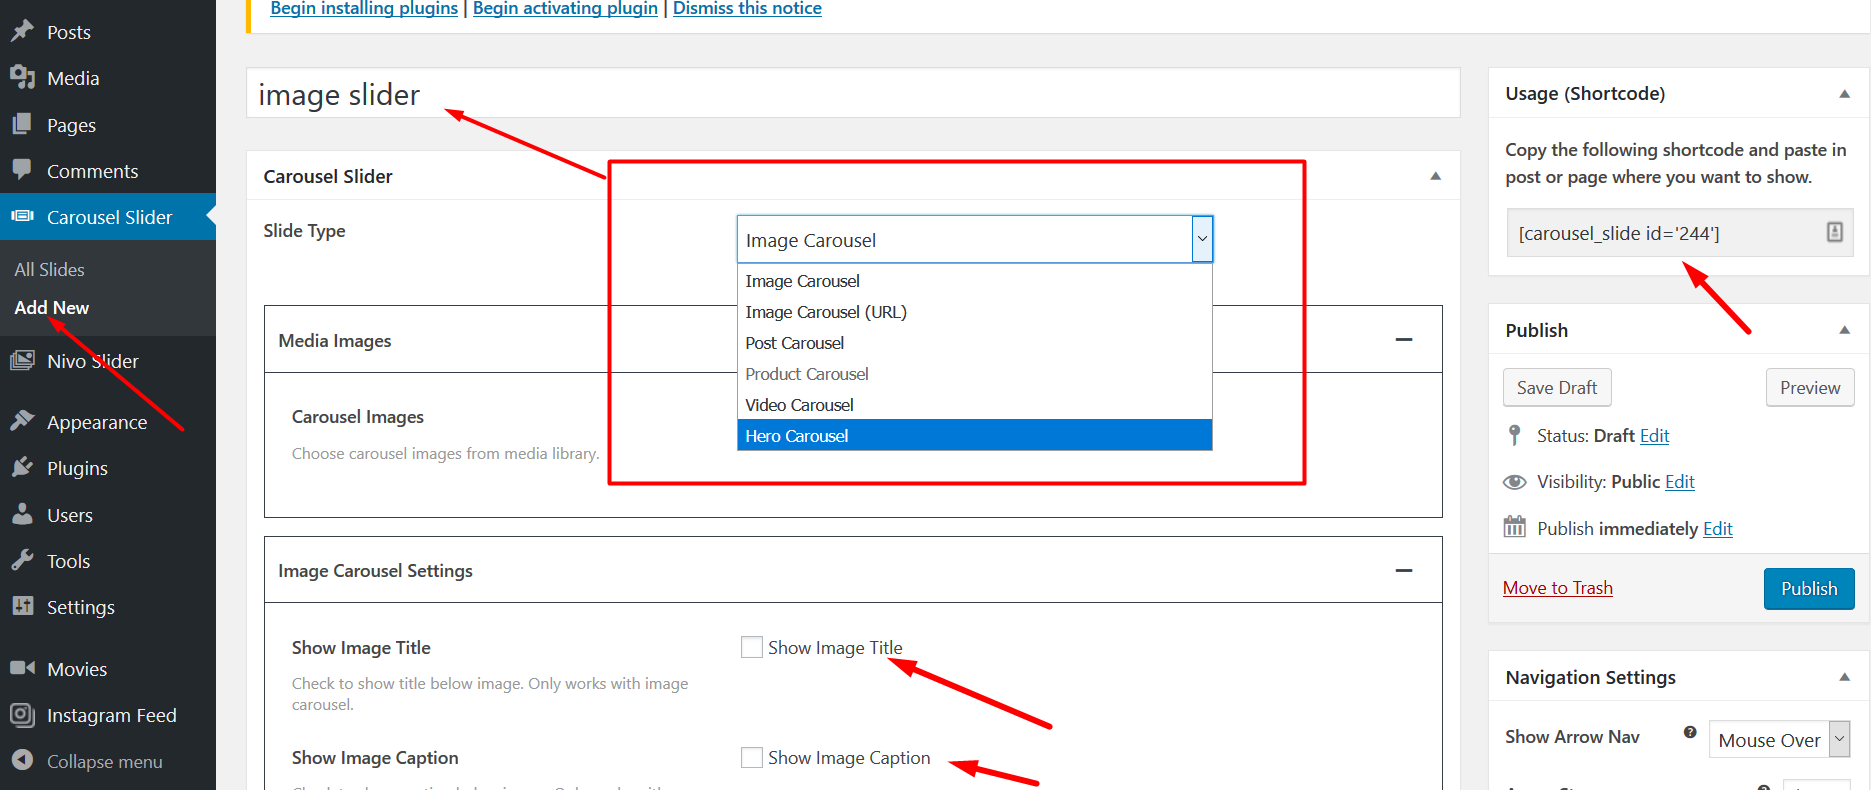 Begin installing plugins | Begin activating plugin | Dismiss this notice
Posts
Media
Pages
Comments
Carousel Slider
All Slides
Add New
Nivo Slider
Appearance
Plugins
Users
Tools
Settings
Movies
Instagram Feed
Collapse menu
image slider
Carousel Slider
Slide Type
Image Carousel
Image Carousel
Image Carousel (URL)
Post Carousel
Product Carousel
Video Carousel
Hero Carousel
Media Images
Carousel Images
Choose carousel images from media library.
Image Carousel Settings
Show Image Title
Show Image Title
Check to show title below image. Only works with image
carousel.
Show Image Caption
Show Image Caption
Usage (Shortcode)
Copy the following shortcode and paste in
post or page where you want to show.
[carousel_slide id='244']
Publish
Save Draft
Preview
Status: Draft Edit
Visibility: Public Edit
Publish immediately Edit
Move to Trash
Publish
Navigation Settings
Show Arrow Nav
Mouse Over